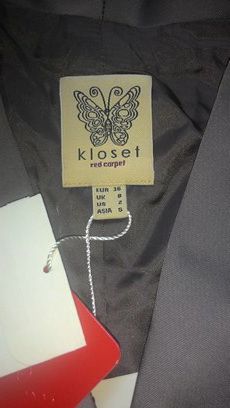 kloset
red carpet
EUR 36
UK 8
US 2
ASIA S